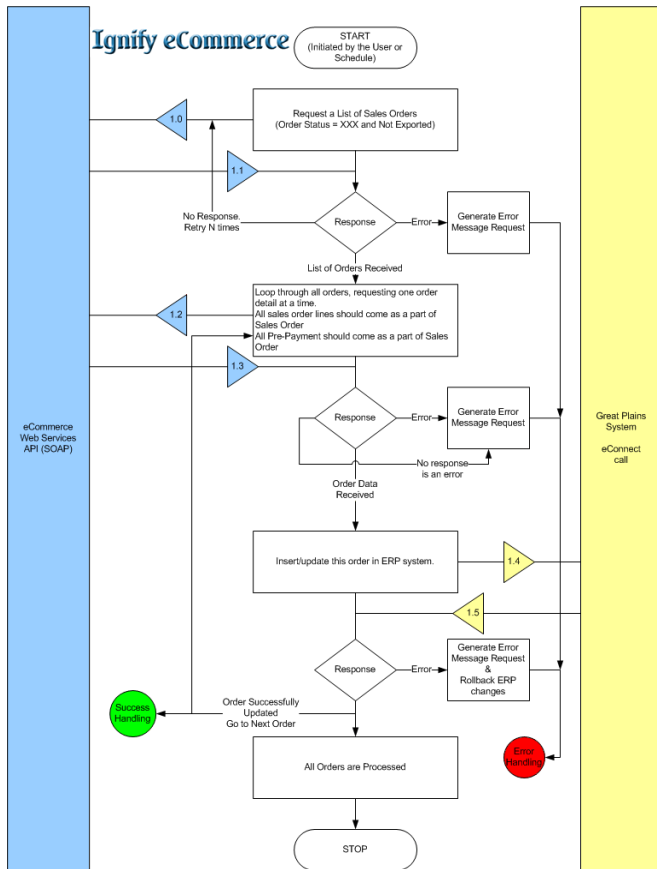 Ignify eCommerce
START
(Initiated by the User or
Schedule)
1.0
Request a List of Sales Orders
(Order Status = XXX and Not Exported)
1.1
No Response.
Retry N times
Response
Error
Generate Error
Message Request
List of Orders Received
Loop through all orders, requesting one order
detail at a time.
All sales order lines should come as a part of
Sales Order
All Pre-Payment should come as a part of Sales
Order
1.2
1.3
eCommerce
Web Services
API (SOAP)
Response
Error
Generate Error
Message Request
Great Plains
System
eConnect
call
No response
is an error
Order Data
Received
Insert/update this order in ERP system.
1.4
1.5
Response
Error
Generate Error
Message Request
&
Rollback ERP
changes
Success
Handling
Order Successfully
Updated
Go to Next Order
All Orders are Processed
Error
Handling
STOP